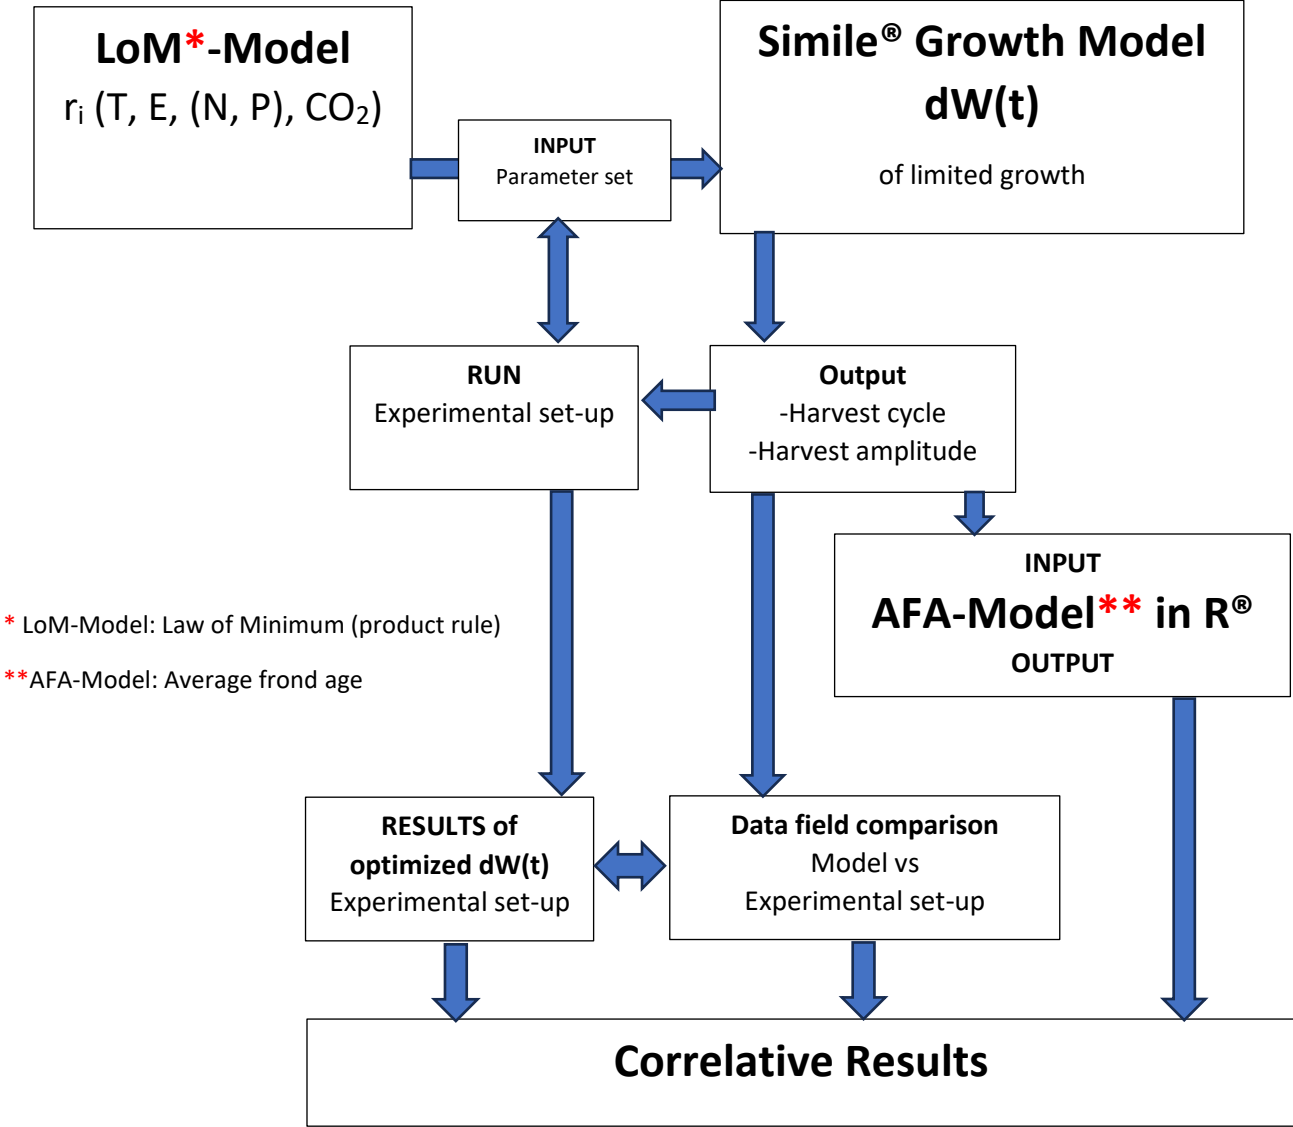 LoM*-Model
rᵢ (T, E, (N, P), CO₂)
Simile® Growth Model
dW(t)
of limited growth
INPUT
Parameter set
RUN
Experimental set-up
Output
-Harvest cycle
-Harvest amplitude
INPUT
AFA-Model** in R®
OUTPUT
* LoM-Model: Law of Minimum (product rule)
**AFA-Model: Average frond age
RESULTS of
optimized dW(t)
Experimental set-up
Data field comparison
Model vs
Experimental set-up
Correlative Results